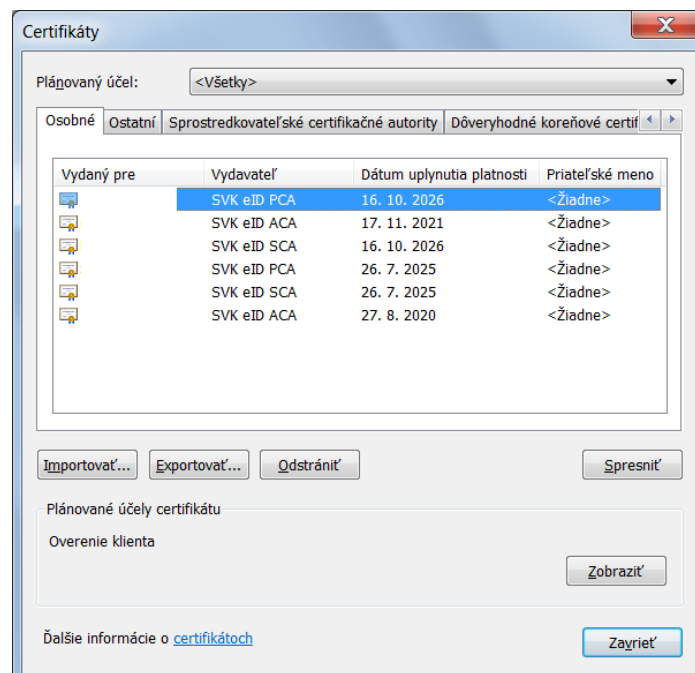 Certifikáty
Plánovaný účel: <Všetky>
Osobné Ostatní Sprostredkovateľské certifikačné autority Dôveryhodné koreňové certif
Vydaný pre Vydavateľ Dátum uplynutia platnosti Priateľské meno
SVK eID PCA 16. 10. 2026 <Žiadne>
SVK eID ACA 17. 11. 2021 <Žiadne>
SVK eID SCA 16. 10. 2026 <Žiadne>
SVK eID PCA 26. 7. 2025 <Žiadne>
SVK eID SCA 26. 7. 2025 <Žiadne>
SVK eID ACA 27. 8. 2020 <Žiadne>
Importovať... Exportovať... Odstrániť Spresniť
Plánované účely certifikátu
Overenie klienta
Zobraziť
Ďalšie informácie o certifikátoch
Zavrieť